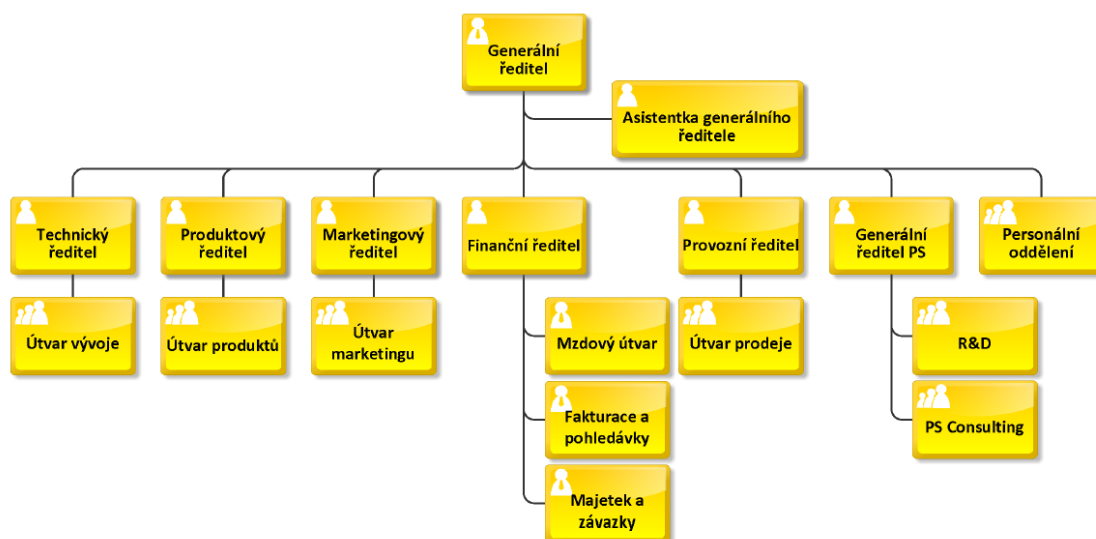 Generální
ředitel
Asistentka generálního
ředitele
Technický
ředitel
Produktový
ředitel
Marketingový
ředitel
Finanční ředitel
Provozní ředitel
Generální
ředitel PS
Personální
oddělení
Útvar vývoje
Útvar produktů
Útvar
marketingu
Mzdový útvar
Útvar prodeje
R&D
Fakturace a
pohledávky
PS Consulting
Majetek a
závazky